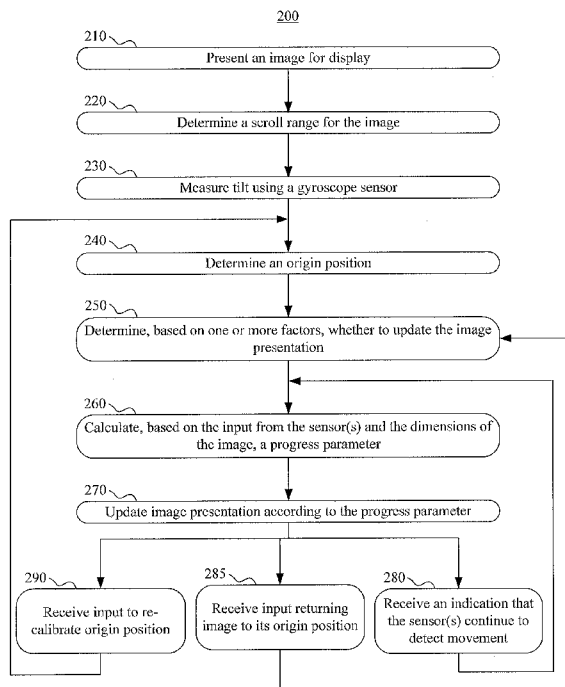 200
210
Present an image for display
220
Determine a scroll range for the image
230
Measure tilt using a gyroscope sensor
240
Determine an origin position
250
Determine, based on one or more factors, whether to update the image
presentation
260
Calculate, based on the input from the sensor(s) and the dimensions of
the image, a progress parameter
270
Update image presentation according to the progress parameter
290
Receive input to re-
calibrate origin position
285
Receive input returning
image to its origin position
280
Receive an indication that
the sensor(s) continue to
detect movement